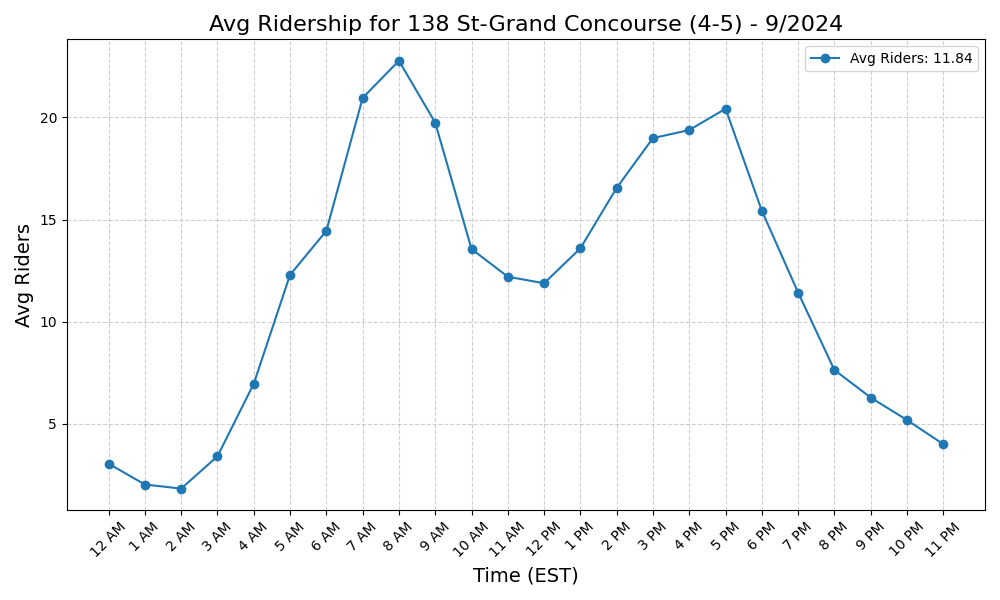 Avg Ridership for 138 St-Grand Concourse (4-5) - 9/2024
Avg Riders: 11.84
Avg Riders
20
15
10
5
12 AM
1 AM
2 AM
3 AM
4 AM
5 AM
6 AM
7 AM
8 AM
9 AM
10 AM
11 AM
12 PM
1 PM
2 PM
3 PM
4 PM
5 PM
6 PM
7 PM
8 PM
9 PM
10 PM
11 PM
Time (EST)